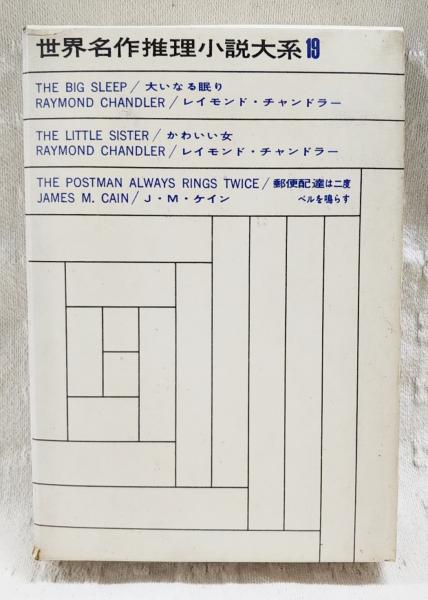 世界名作推理小説大系19
THE BIG SLEEP/大いなる眠り
RAYMOND CHANDLER/レイモンド・チャンドラー
THE LITTLE SISTER/かわいい女
RAYMOND CHANDLER/レイモンド・チャンドラー
THE POSTMAN ALWAYS RINGS TWICE/郵便配達は二度
JAMES M. CAIN/J・M・ケイン ベルを鳴らす